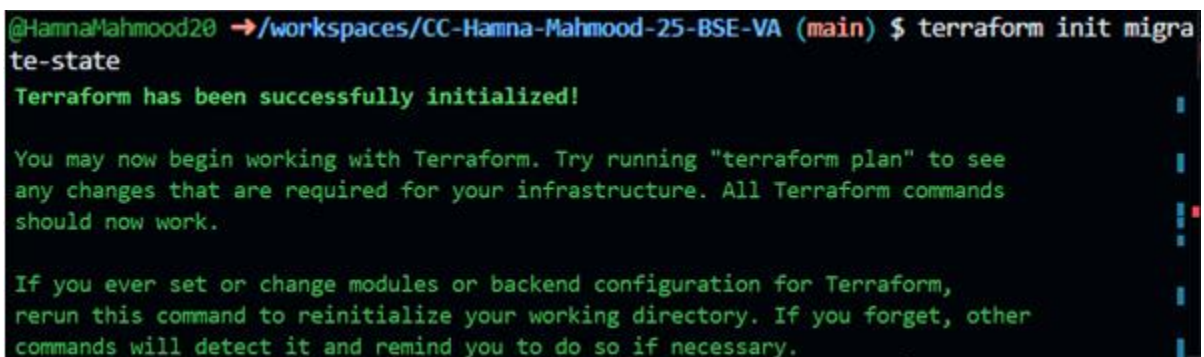 @HamnaMahmood20 →/workspaces/CC-Hamna-Mahmood-25-BSE-VA (main) $ terraform init migra
te-state
Terraform has been successfully initialized!
You may now begin working with Terraform. Try running "terraform plan" to see
any changes that are required for your infrastructure. All Terraform commands
should now work.
If you ever set or change modules or backend configuration for Terraform,
rerun this command to reinitialize your working directory. If you forget, other
commands will detect it and remind you to do so if necessary.